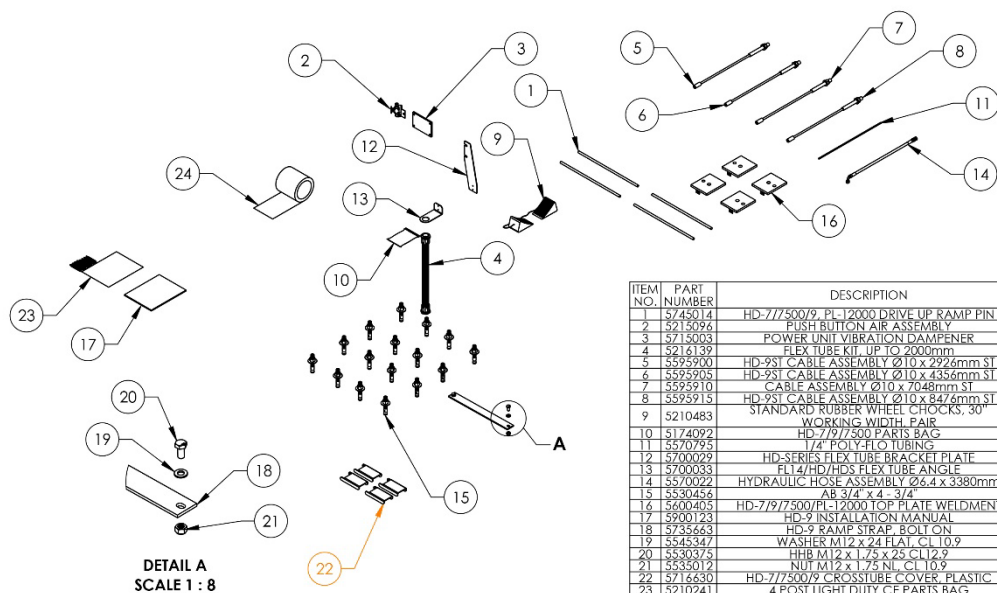 5
6
7
8
1
2
3
9
11
12
14
24
13
16
10
4
23
17
20
19
18
21
15
22
A
DETAIL A
SCALE 1 : 8
ITEM NO. PART NUMBER DESCRIPTION
1 5745014 HD-7/7500/9, PL-12000 DRIVE UP RAMP PIN
2 5215096 PUSH BUTTON AIR ASSEMBLY
3 5715003 POWER UNIT VIBRATION DAMPENER
4 5216139 FLEX TUBE KIT, UP TO 2000mm
5 5595900 HD-9ST CABLE ASSEMBLY Ø10 x 2926mm ST
6 5595905 HD-9ST CABLE ASSEMBLY Ø10 x 4356mm ST
7 5595910 CABLE ASSEMBLY Ø10 x 7048mm ST
8 5595915 HD-9ST CABLE ASSEMBLY Ø10 x 8476mm ST
9 5210483 STANDARD RUBBER WHEEL CHOCKS, 30"
WORKING WIDTH, PAIR
10 5174092 HD-7/9/7500 PARTS BAG
11 5570795 1/4" POLY-FLO TUBING
12 5700029 HD-SERIES FLEX TUBE BRACKET PLATE
13 5700033 FL14/HD/HDS FLEX TUBE ANGLE
14 5570022 HYDRAULIC HOSE ASSEMBLY Ø6.4 x 3380mm
15 5530456 AB 3/4" x 4 - 3/4"
16 5600405 HD-7/9/7500/PL-12000 TOP PLATE WELDMENT
17 5900123 HD-9 INSTALLATION MANUAL
18 5735663 HD-9 RAMP STRAP, BOLT ON
19 5545347 WASHER M12 x 24 FLAT, CL 10.9
20 5530375 HHB M12 x 1.75 x 25 CL12.9
21 5535012 NUT M12 x 1.75 NL, CL 10.9
22 5716630 HD-7/7500/9 CROSSTUBE COVER, PLASTIC
23 5210241 4 POST LIGHT DUTY CE PARTS BAG